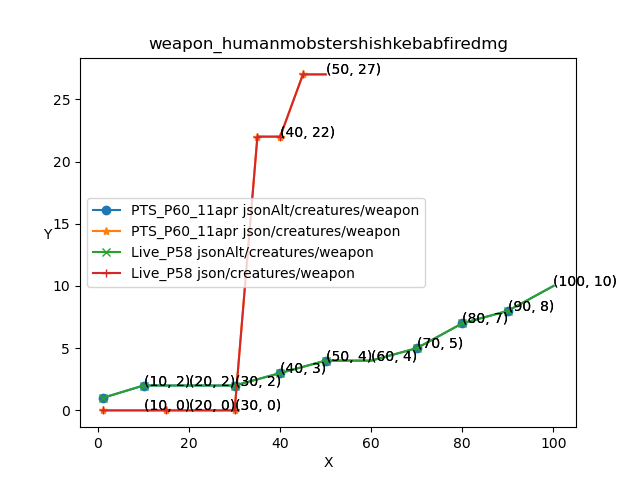 weapon_humanmobstershishkebabfiredmg
(50, 27)
25
(40, 22)
20
PTS_P60_11apr jsonAlt/creatures/weapon
PTS_P60_11apr json/creatures/weapon
Live_P58 jsonAlt/creatures/weapon
Live_P58 json/creatures/weapon
Y
15
10
(100, 10)
(90, 8)
(80, 7)
(70, 5)
5
(50, 4)
(60, 4)
(40, 3)
(10, 2)
(20, 2)
(30, 2)
0
(10, 0)
(20, 0)
(30, 0)
0 20 40 60 80 100
X